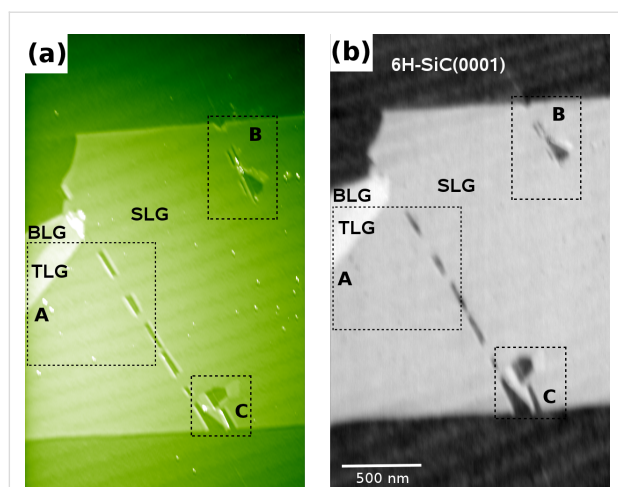 (a)
B
SLG
BLG
TLG
A
C
(b)
6H-SiC(0001)
B
BLG
SLG
TLG
A
C
500 nm